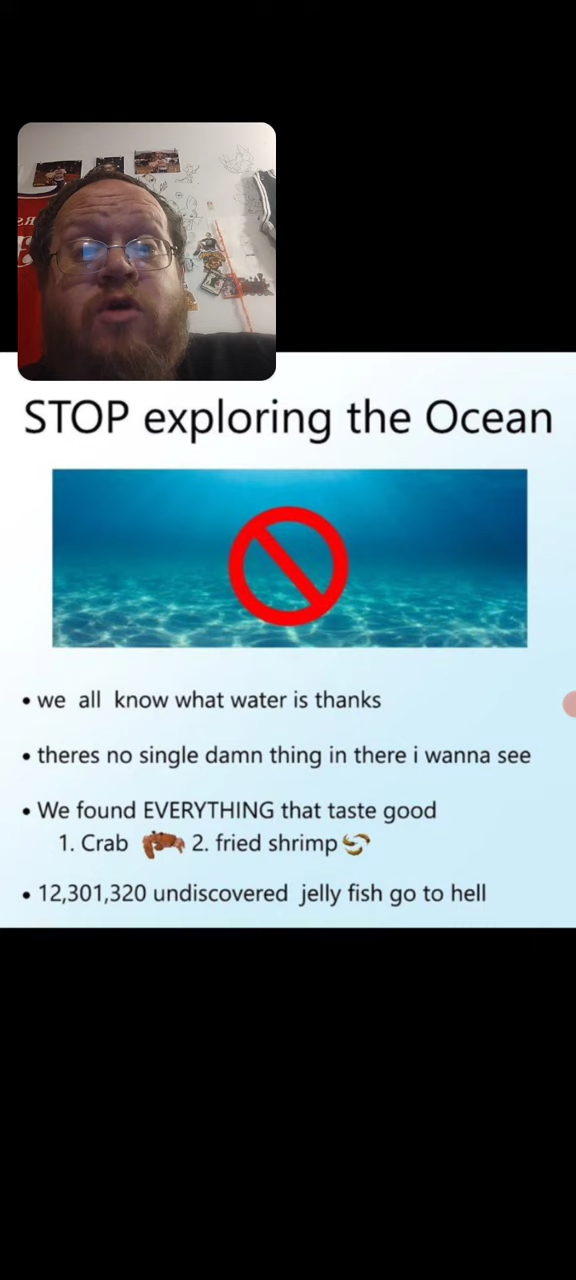 STOP exploring the Ocean
• we all know what water is thanks
• theres no single damn thing in there i wanna see
• We found EVERYTHING that taste good
1. Crab 🦀 2. fried shrimp 🍤
• 12,301,320 undiscovered jelly fish go to hell